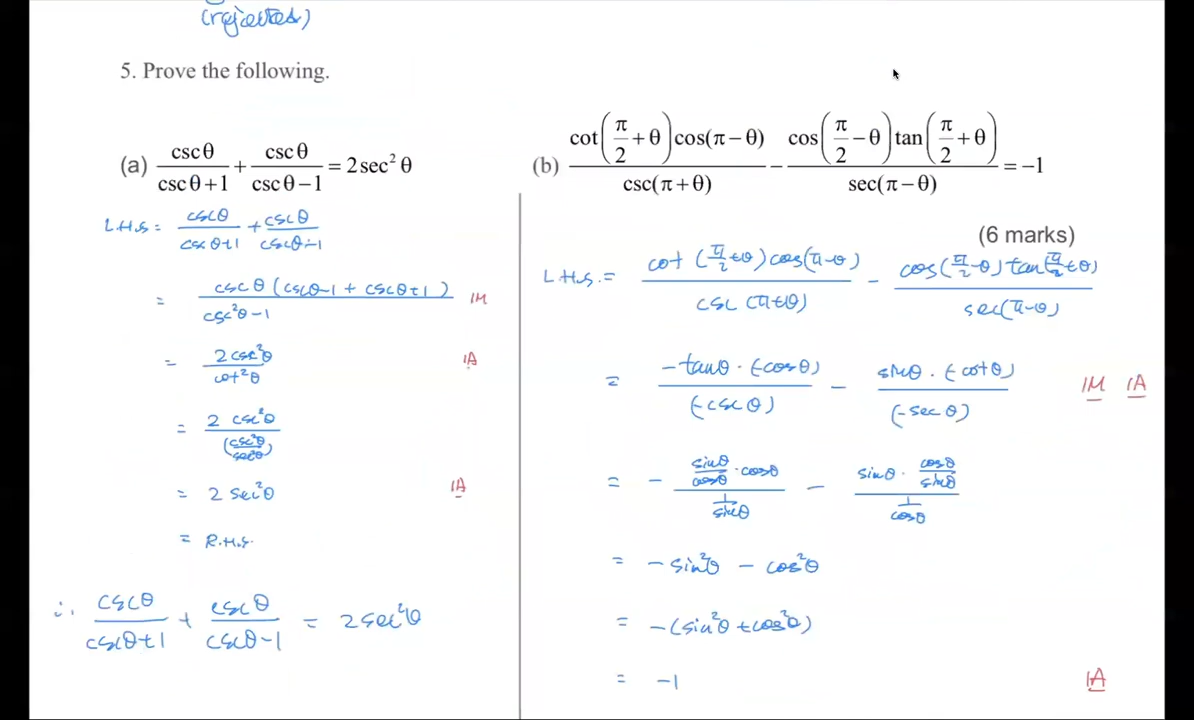 (rejected)
5. Prove the following.
(a) cscθ/(cscθ+1) + cscθ/(cscθ−1) = 2sec²θ
L.H.S = cscθ/(cscθ+1) + cscθ/(cscθ−1)
= cscθ(cscθ−1 + cscθ+1)/(csc²θ−1) 1M
= 2csc²θ/cot²θ 1A
= 2 csc²θ/(csc²θ/sec²θ)
= 2 sec²θ 1A
= R.H.S.
∴ cscθ/(cscθ+1) + cscθ/(cscθ−1) = 2sec²θ
(b) cot(π/2+θ)cos(π−θ)/csc(π+θ) − cos(π/2−θ)tan(π/2+θ)/sec(π−θ) = −1
(6 marks)
L.H.S. = cot(π/2+θ)cos(π−θ)/csc(π+θ) − cos(π/2−θ)tan(π/2+θ)/sec(π−θ)
= −tanθ·(−cosθ)/(−cscθ) − sinθ·(−cotθ)/(−secθ) 1M 1A
= − (sinθ/cosθ·cosθ)/(1/sinθ) − (sinθ·cosθ/sinθ)/(1/cosθ)
= −sin²θ − cos²θ
= −(sin²θ+cos²θ)
= −1 1A